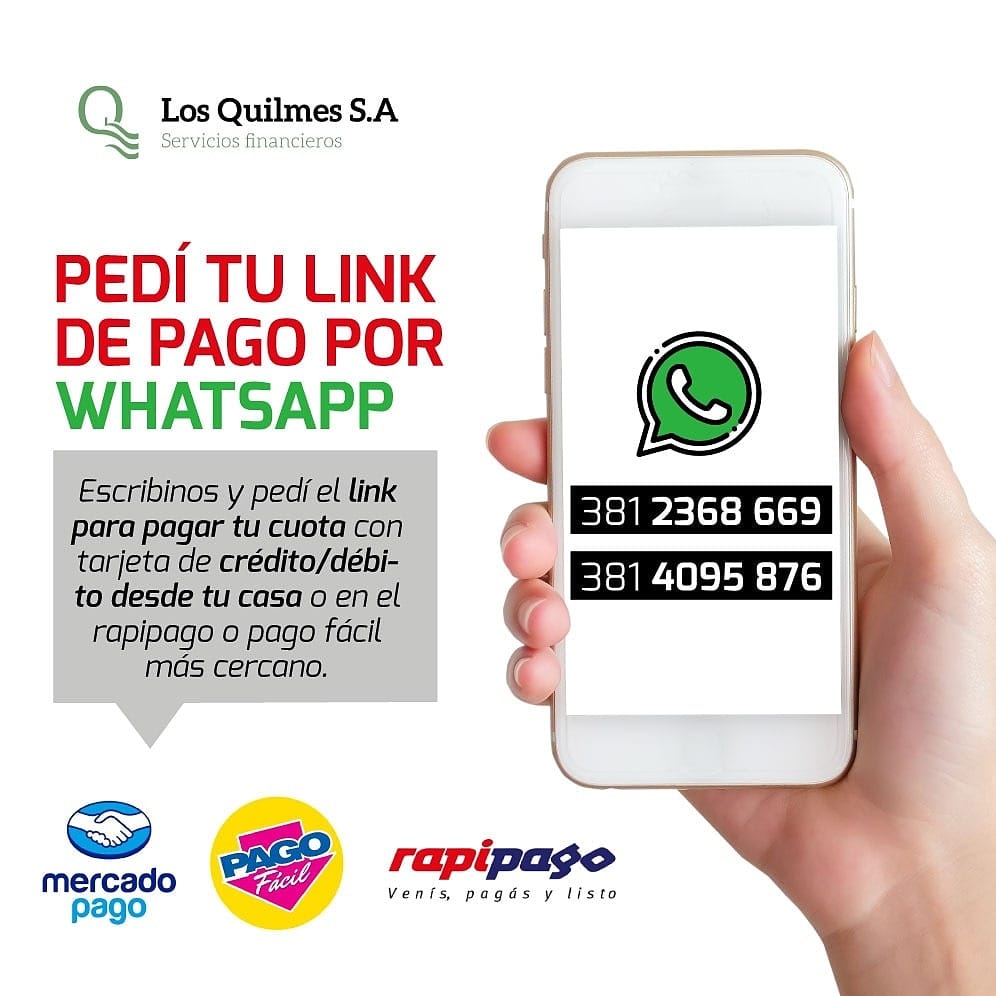 Los Quilmes S.A
Servicios financieros
PEDÍ TU LINK
DE PAGO POR
WHATSAPP
Escribinos y pedí el link
para pagar tu cuota con
tarjeta de crédito/débi-
to desde tu casa o en el
rapipago o pago fácil
más cercano.
381 2368 669
381 4095 876
mercado
pago
PAGO
Fácil
rapipago
Venís, pagás y listo